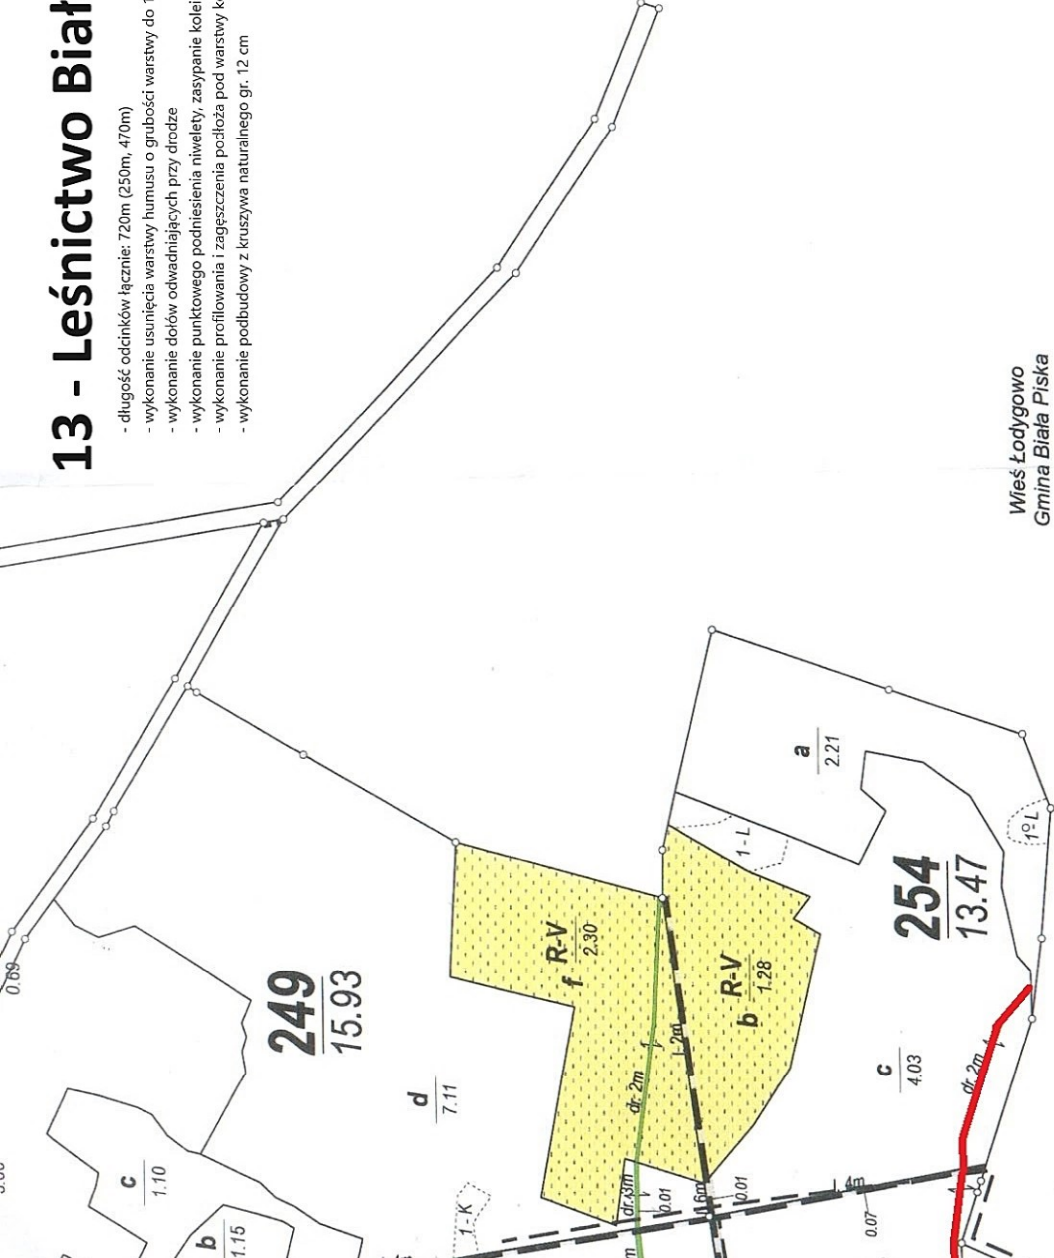 13 - Leśnictwo Biał
- długość odcinków łącznie: 720m (250m, 470m)
- wykonanie usunięcia warstwy humusu o grubości warstwy do 1
- wykonanie dołów odwadniających przy drodze
- wykonanie punktowego podniesienia niwelety, zasypanie kolei
- wykonanie profilowania i zagęszczenia podłoża pod warstwy k
- wykonanie podbudowy z kruszywa naturalnego gr. 12 cm
Wieś Łodygowo
Gmina Biała Piska
0.69
249
15.93
f R-V
2.30
b R-V
1.28
a
2.21
1-L
1°L
254
13.47
c
4.03
d
7.11
c
1.10
b
1.15
1-K
dr. 2m
l-2m
dr. 2m
dr.3m
0.01
0.01
L 4m
0.07